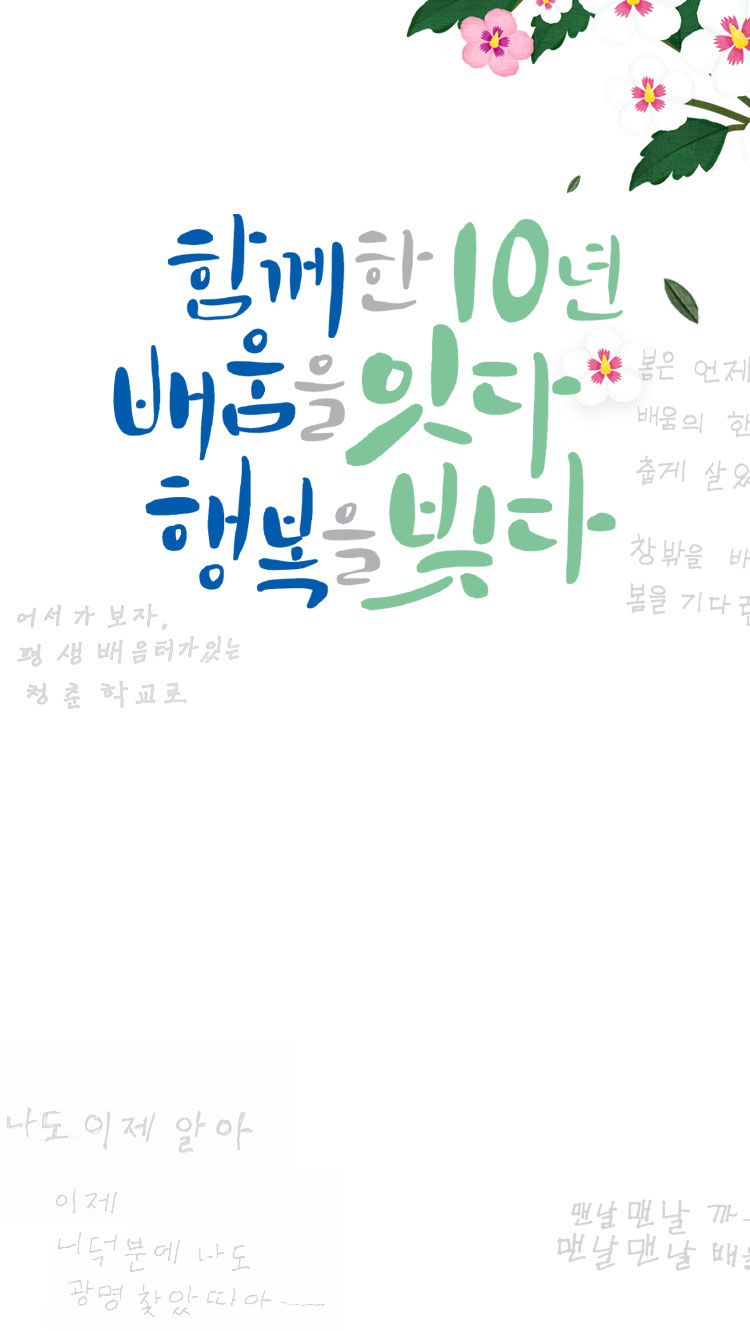 함께한 10년
배움을 잇다
행복을 빚다
봄은 언제
배움의 한
춥게 살았
창밖을 바
봄을 기다린
어서 가 보자.
평생 배음터가있는
청춘 학교로
나도 이제 알아
이제
니덕분에 나도
광명 찾았따아~~
맨날 맨날 까
맨날 맨날 배울